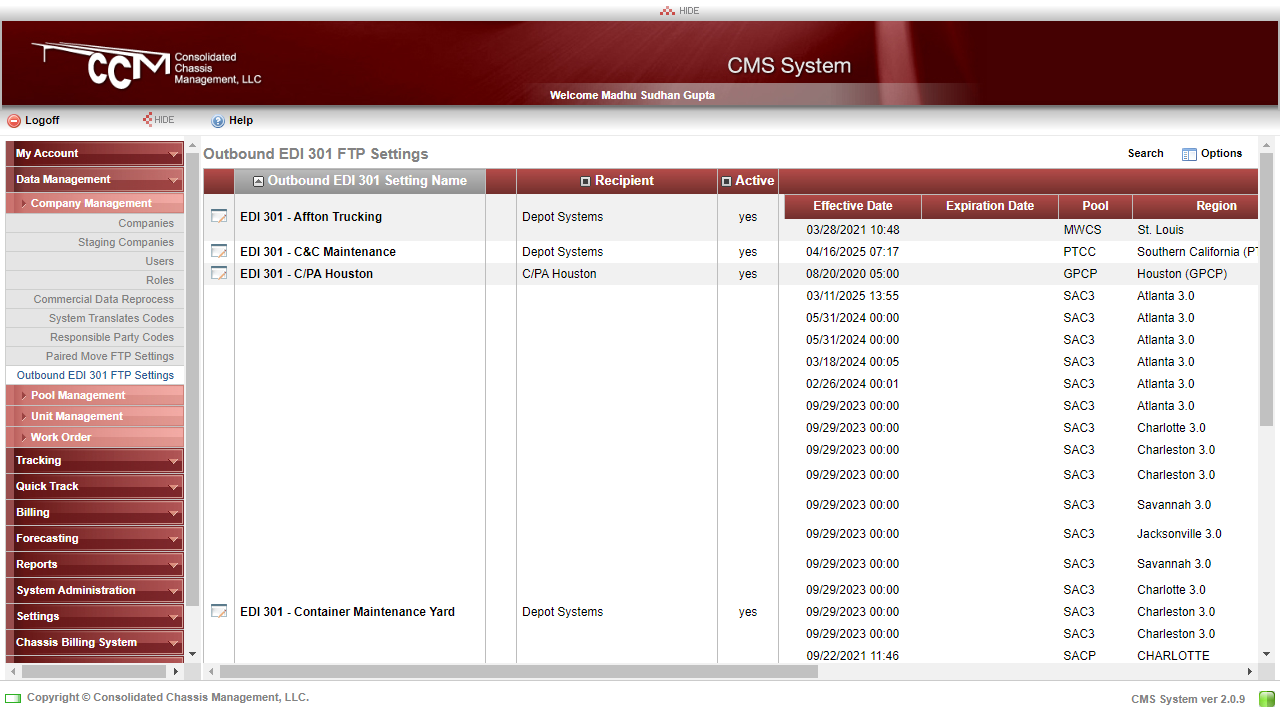 HIDE
CCM Consolidated
Chassis
Management, LLC
CMS System
Welcome Madhu Sudhan Gupta
Logoff
HIDE
Help
My Account
Data Management
Company Management
Companies
Staging Companies
Users
Roles
Commercial Data Reprocess
System Translates Codes
Responsible Party Codes
Paired Move FTP Settings
Outbound EDI 301 FTP Settings
Pool Management
Unit Management
Work Order
Tracking
Quick Track
Billing
Forecasting
Reports
System Administration
Settings
Chassis Billing System
Outbound EDI 301 FTP Settings
Search
Options
Outbound EDI 301 Setting Name Recipient Active
Effective Date Expiration Date Pool Region
EDI 301 - Affton Trucking Depot Systems yes
03/28/2021 10:48 MWCS St. Louis
EDI 301 - C&C Maintenance Depot Systems yes 04/16/2025 07:17 PTCC Southern California (PT
EDI 301 - C/PA Houston C/PA Houston yes 08/20/2020 05:00 GPCP Houston (GPCP)
03/11/2025 13:55 SAC3 Atlanta 3.0
05/31/2024 00:00 SAC3 Atlanta 3.0
05/31/2024 00:00 SAC3 Atlanta 3.0
03/18/2024 00:05 SAC3 Atlanta 3.0
02/26/2024 00:01 SAC3 Atlanta 3.0
09/29/2023 00:00 SAC3 Atlanta 3.0
09/29/2023 00:00 SAC3 Charlotte 3.0
09/29/2023 00:00 SAC3 Charleston 3.0
09/29/2023 00:00 SAC3 Charleston 3.0
09/29/2023 00:00 SAC3 Savannah 3.0
09/29/2023 00:00 SAC3 Jacksonville 3.0
09/29/2023 00:00 SAC3 Savannah 3.0
09/29/2023 00:00 SAC3 Charlotte 3.0
EDI 301 - Container Maintenance Yard Depot Systems yes 09/29/2023 00:00 SAC3 Charleston 3.0
09/29/2023 00:00 SAC3 Charleston 3.0
09/22/2021 11:46 SACP CHARLOTTE
Copyright © Consolidated Chassis Management, LLC.
CMS System ver 2.0.9